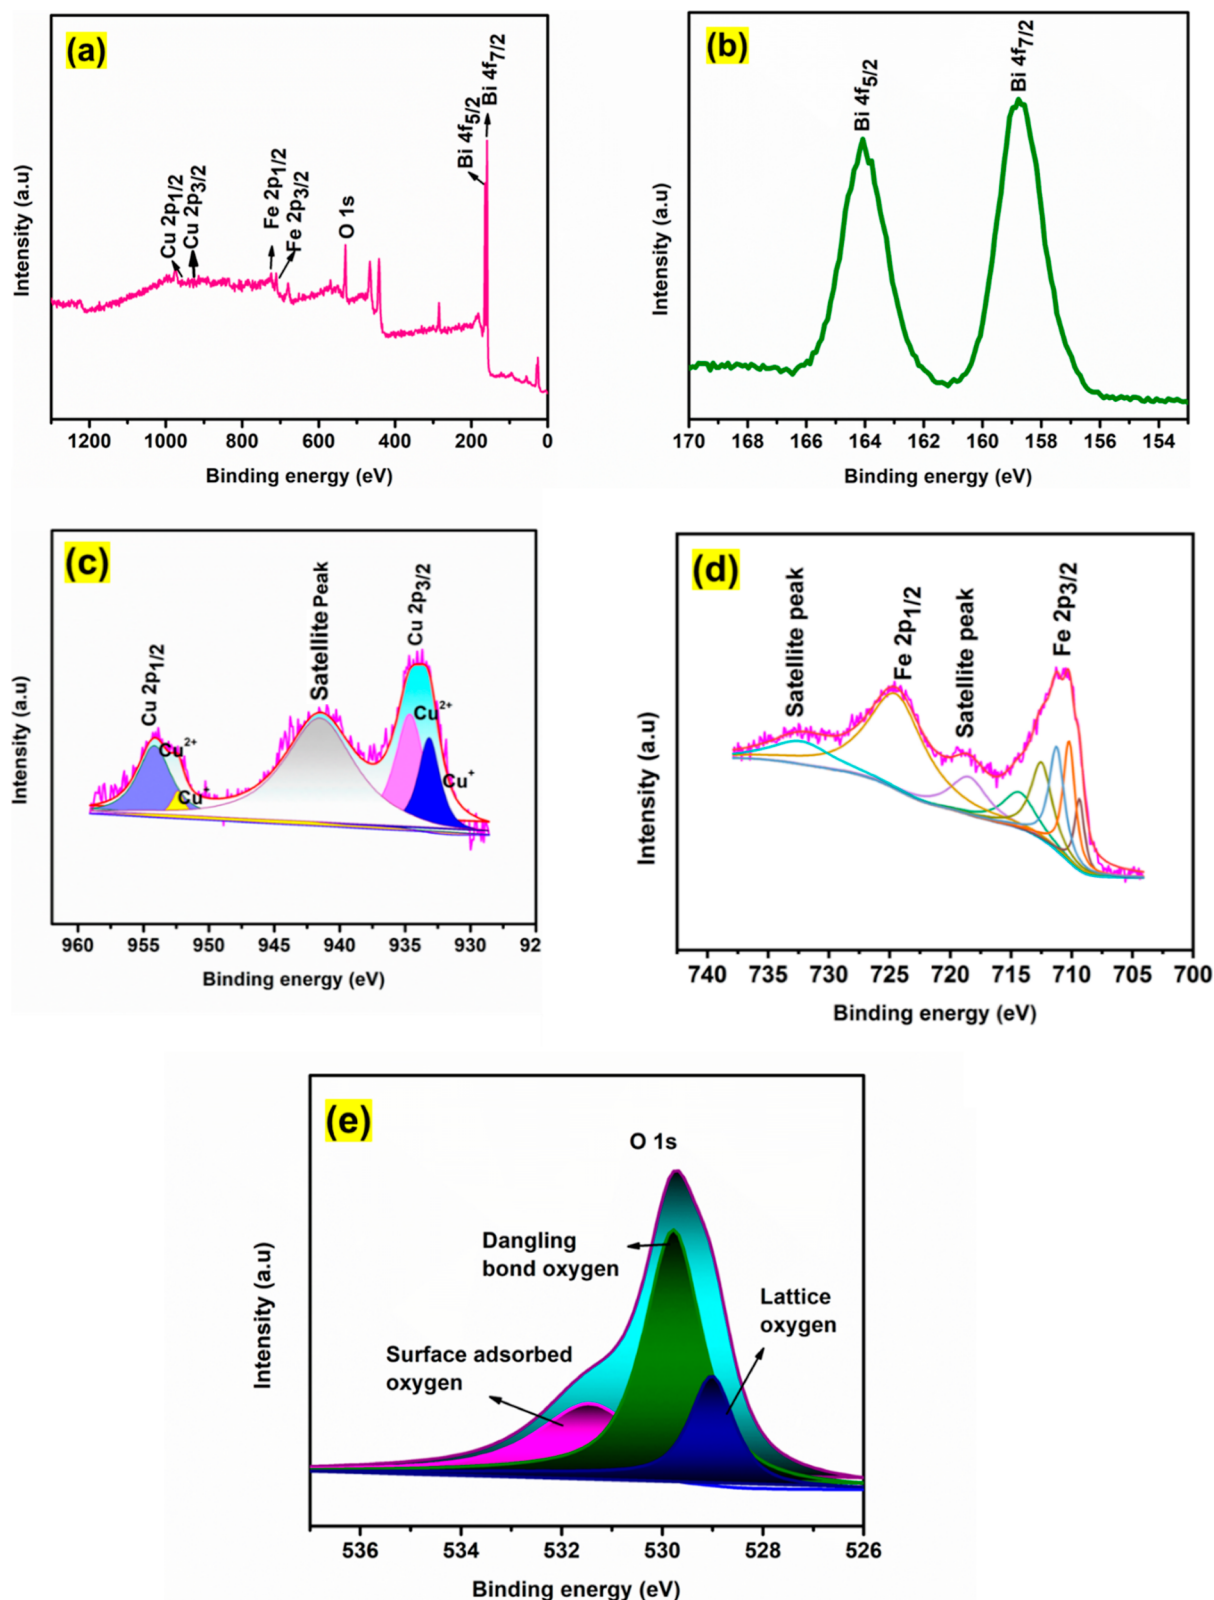 (a)
Cu 2p1/2
Cu 2p3/2
Fe 2p1/2
Fe 2p3/2
O 1s
Bi 4f5/2
Bi 4f7/2
Intensity (a.u)
1200 1000 800 600 400 200 0
Binding energy (eV)
(b)
Bi 4f5/2
Bi 4f7/2
Intensity (a.u)
170 168 166 164 162 160 158 156 154
Binding energy (eV)
(c)
Cu 2p1/2
Satellite Peak
Cu 2p3/2
Cu2+
Cu+
Cu2+
Cu+
Intensity (a.u)
960 955 950 945 940 935 930 92
Binding energy (eV)
(d)
Satellite peak
Fe 2p1/2
Satellite peak
Fe 2p3/2
Intensity (a.u)
740 735 730 725 720 715 710 705 700
Binding energy (eV)
(e)
O 1s
Dangling
bond oxygen
Lattice
oxygen
Surface adsorbed
oxygen
Intensity (a.u)
536 534 532 530 528 526
Binding energy (eV)